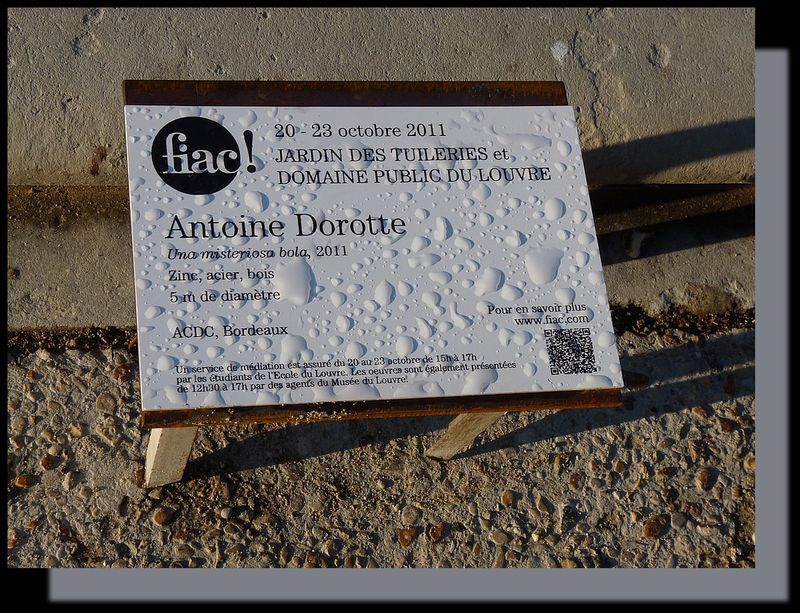 fiac!
20 - 23 octobre 2011
JARDIN DES TUILERIES et
DOMAINE PUBLIC DU LOUVRE
Antoine Dorotte
Una misteriosa bola, 2011
Zinc, acier, bois
5 m de diamètre
ACDC, Bordeaux
Pour en savoir plus
www.fiac.com
Un service de médiation est assuré du 20 au 23 octobre de 15h à 17h
par les étudiants de l'Ecole du Louvre. Les oeuvres sont également présentées
de 12h30 à 17h par des agents du Musée du Louvre.